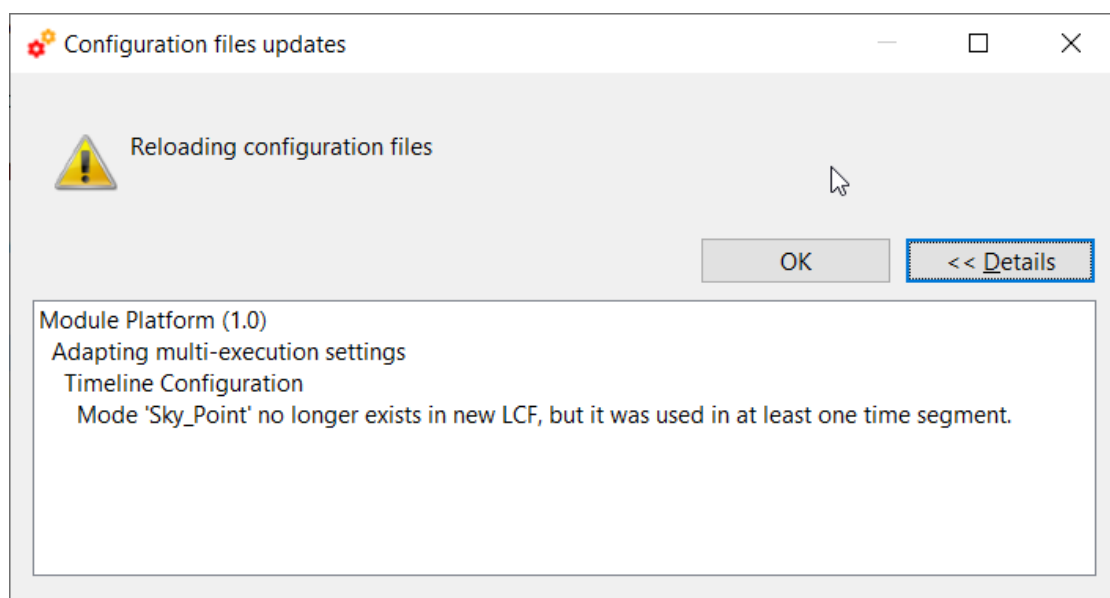 Configuration files updates
Reloading configuration files
OK
<< Details
Module Platform (1.0)
Adapting multi-execution settings
Timeline Configuration
Mode 'Sky_Point' no longer exists in new LCF, but it was used in at least one time segment.